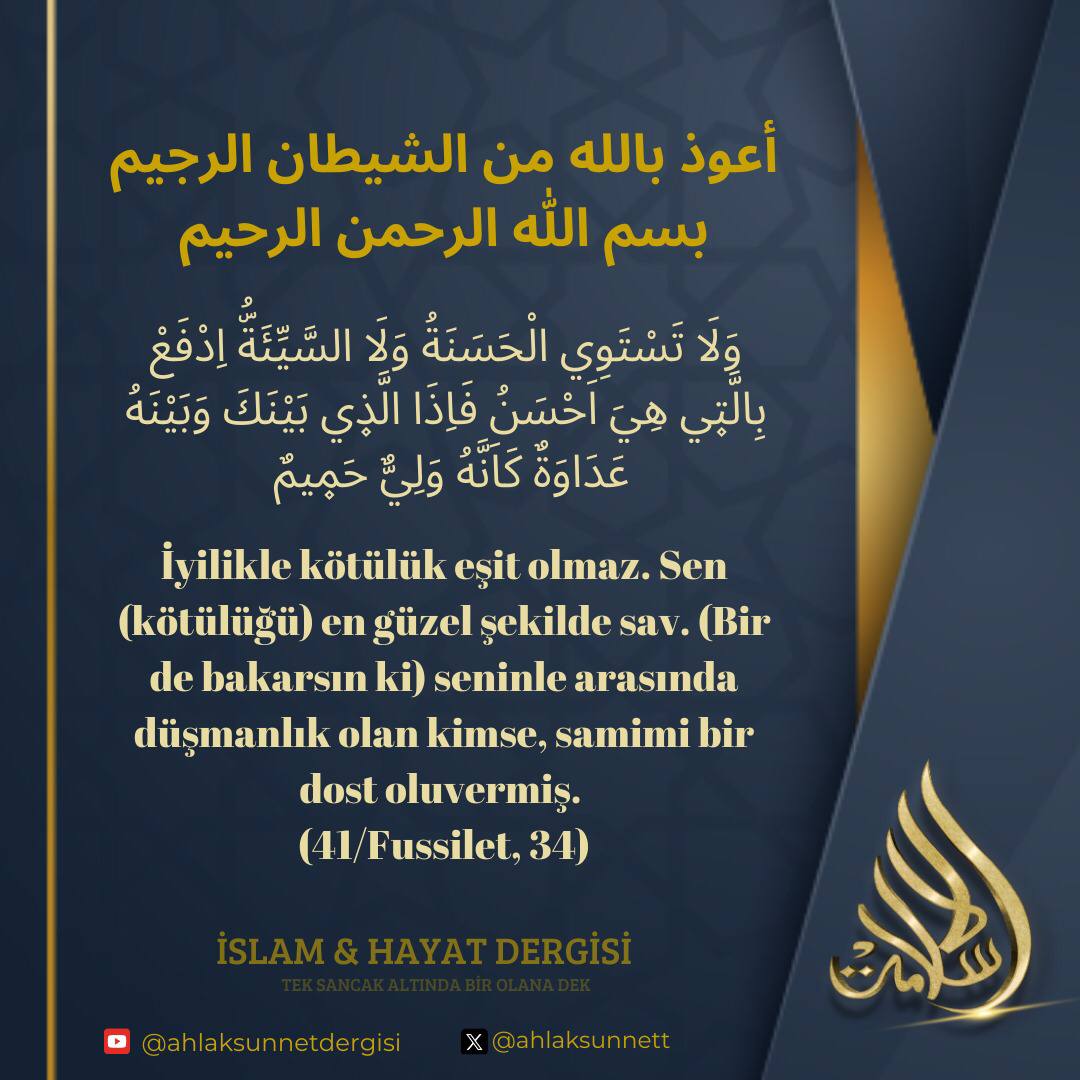 أعوذ بالله من الشيطان الرجيم
بسم الله الرحمن الرحيم
وَلَا تَسْتَوِي الْحَسَنَةُ وَلَا السَّيِّئَةُۜ اِدْفَعْ
بِالَّتٖي هِيَ اَحْسَنُ فَاِذَا الَّذٖي بَيْنَكَ وَبَيْنَهُ
عَدَاوَةٌ كَاَنَّهُ وَلِيٌّ حَمٖيمٌ
İyilikle kötülük eşit olmaz. Sen
(kötülüğü) en güzel şekilde sav. (Bir
de bakarsın ki) seninle arasında
düşmanlık olan kimse, samimi bir
dost oluvermiş.
(41/Fussilet, 34)
İSLAM & HAYAT DERGİSİ
TEK SANCAK ALTINDA BİR OLANA DEK
@ahlaksunnetdergisi
@ahlaksunnett